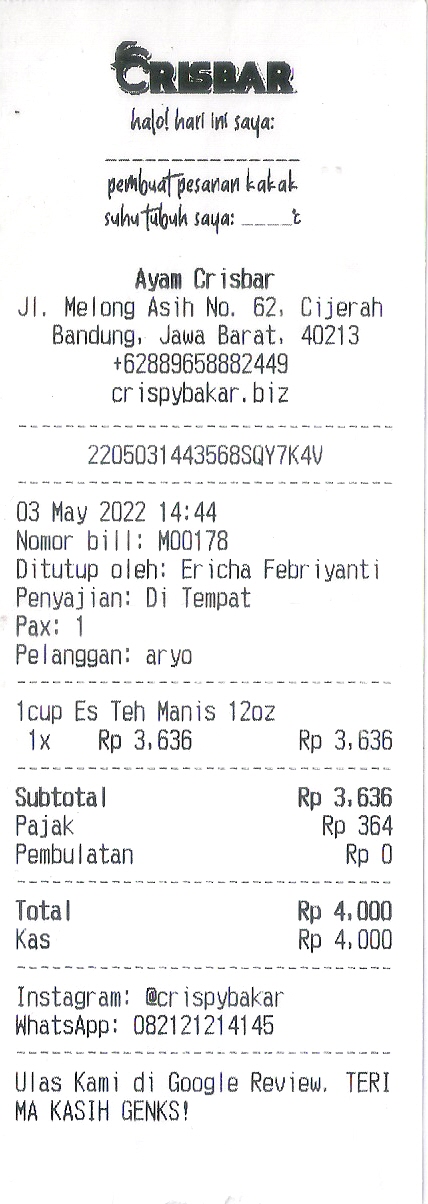 CRISBAR
halo! hari ini saya:
_______________
pembuat pesanan kakak
suhu tubuh saya: ____°c
Ayam Crisbar
Jl. Melong Asih No. 62, Cijerah
Bandung, Jawa Barat, 40213
+62889658882449
crispybakar.biz
--------------------------------
2205031443568SQY7K4V
--------------------------------
03 May 2022 14:44
Nomor bill: M00178
Ditutup oleh: Ericha Febriyanti
Penyajian: Di Tempat
Pax: 1
Pelanggan: aryo
--------------------------------
1cup Es Teh Manis 12oz
1x Rp 3,636 Rp 3,636
--------------------------------
Subtotal Rp 3,636
Pajak Rp 364
Pembulatan Rp 0
--------------------------------
Total Rp 4,000
Kas Rp 4,000
--------------------------------
Instagram: @crispybakar
WhatsApp: 082121214145
--------------------------------
Ulas Kami di Google Review. TERI
MA KASIH GENKS!